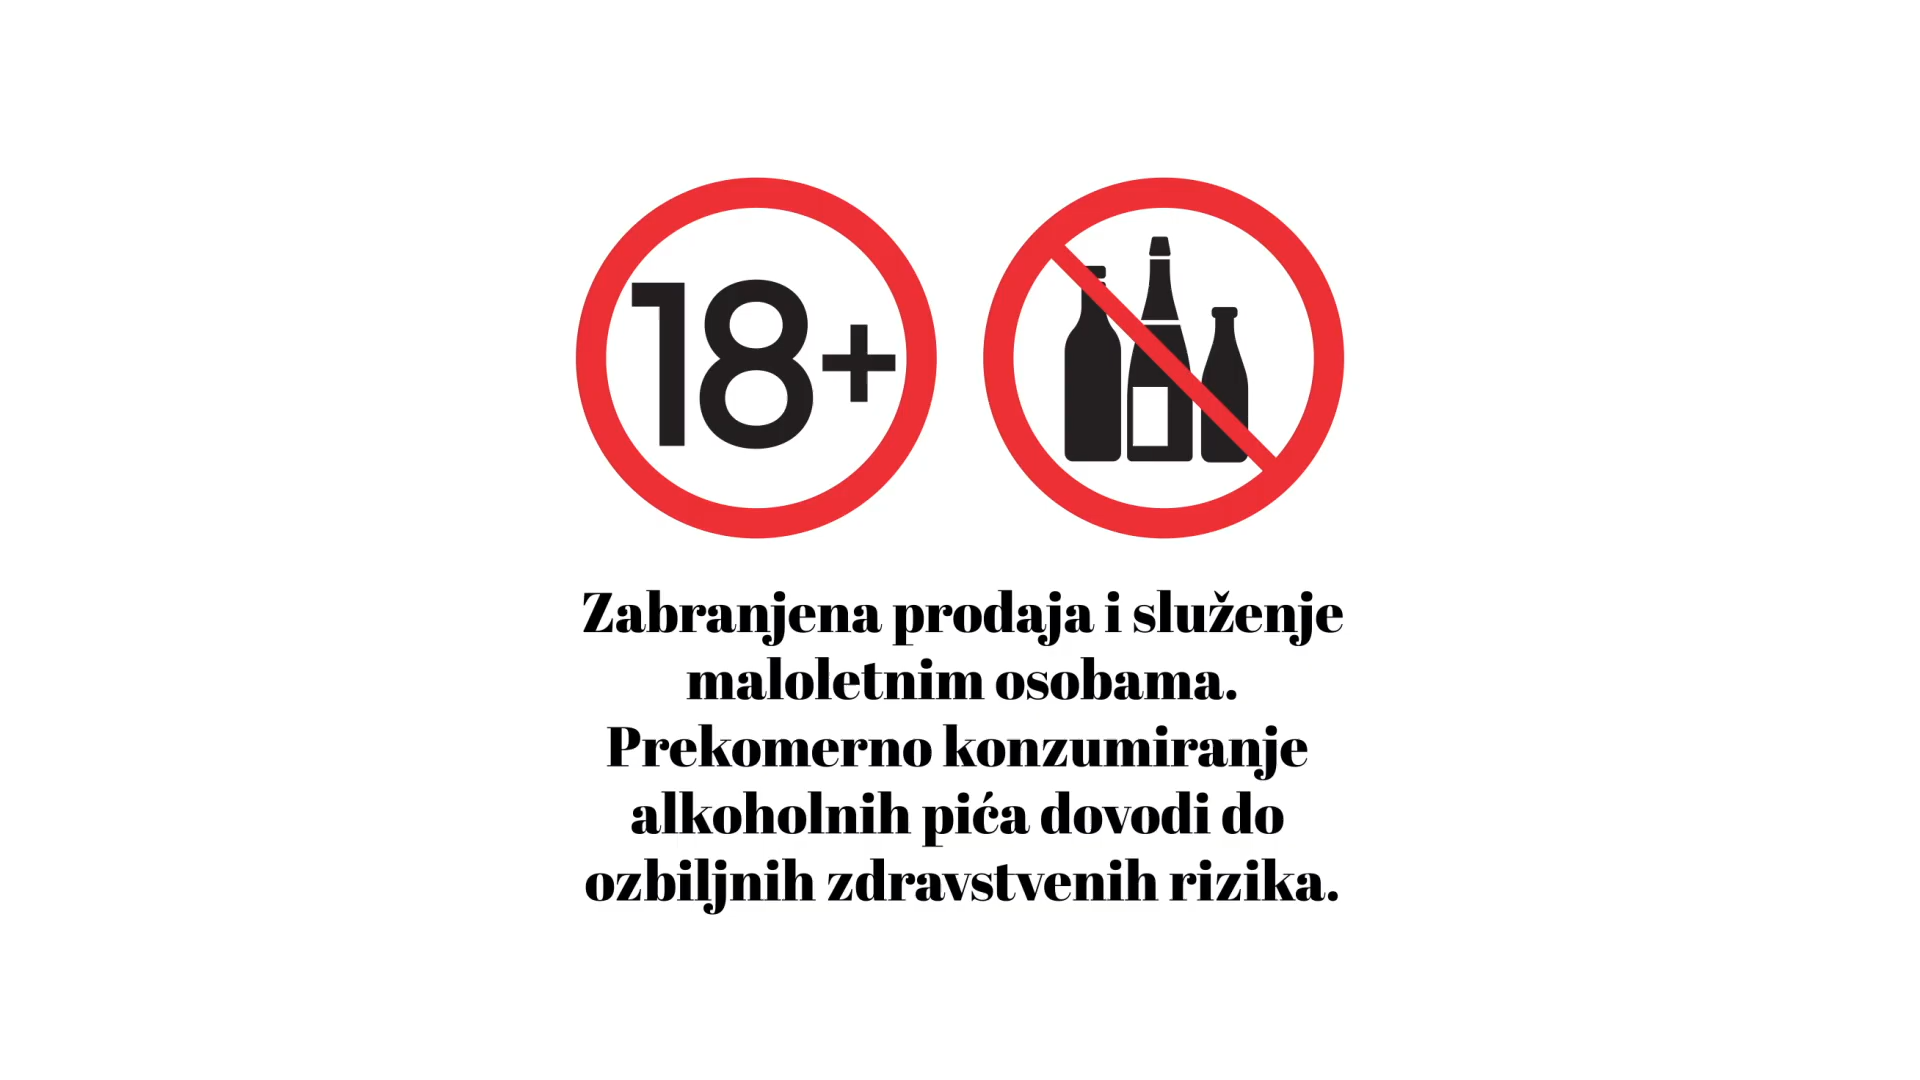 18+
Zabranjena prodaja i služenje
maloletnim osobama.
Prekomerno konzumiranje
alkoholnih pića dovodi do
ozbiljnih zdravstvenih rizika.